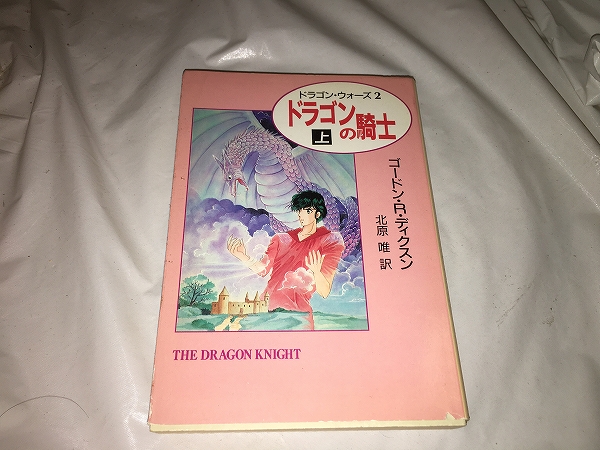 ドラゴン・ウォーズ2
ドラゴンの騎士
上
ゴードン・R・ディクスン
北原 唯 訳
THE DRAGON KNIGHT